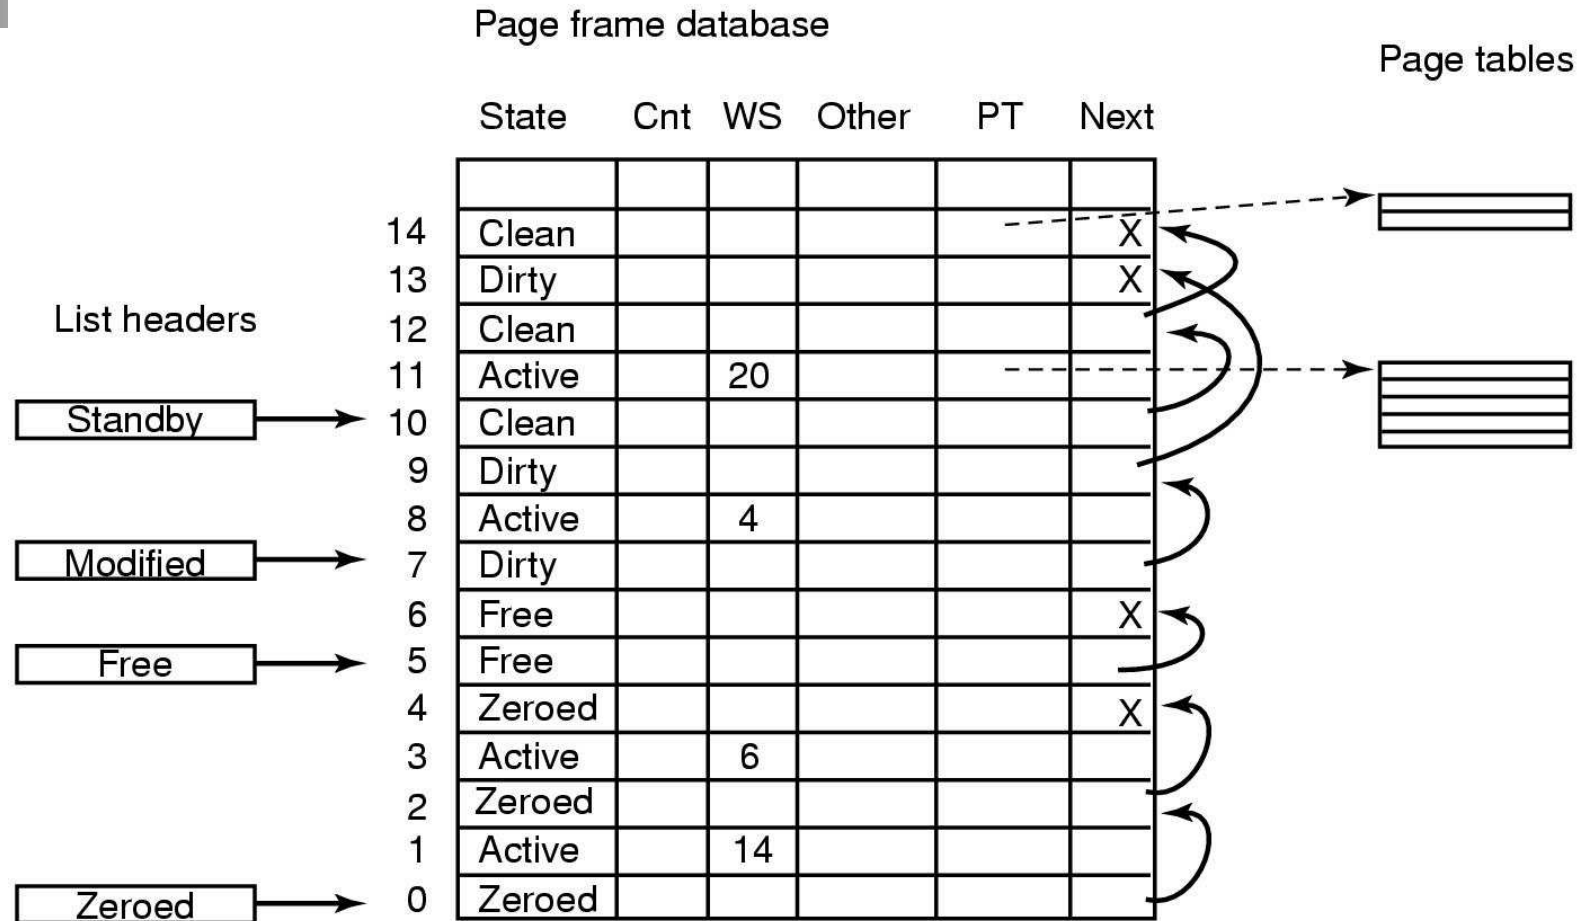 Page frame database
Page tables
State Cnt WS Other PT Next
14 Clean X
13 Dirty X
List headers
12 Clean
11 Active 20
Standby 10 Clean
9 Dirty
8 Active 4
Modified 7 Dirty
6 Free X
Free 5 Free
4 Zeroed X
3 Active 6
2 Zeroed
1 Active 14
Zeroed 0 Zeroed